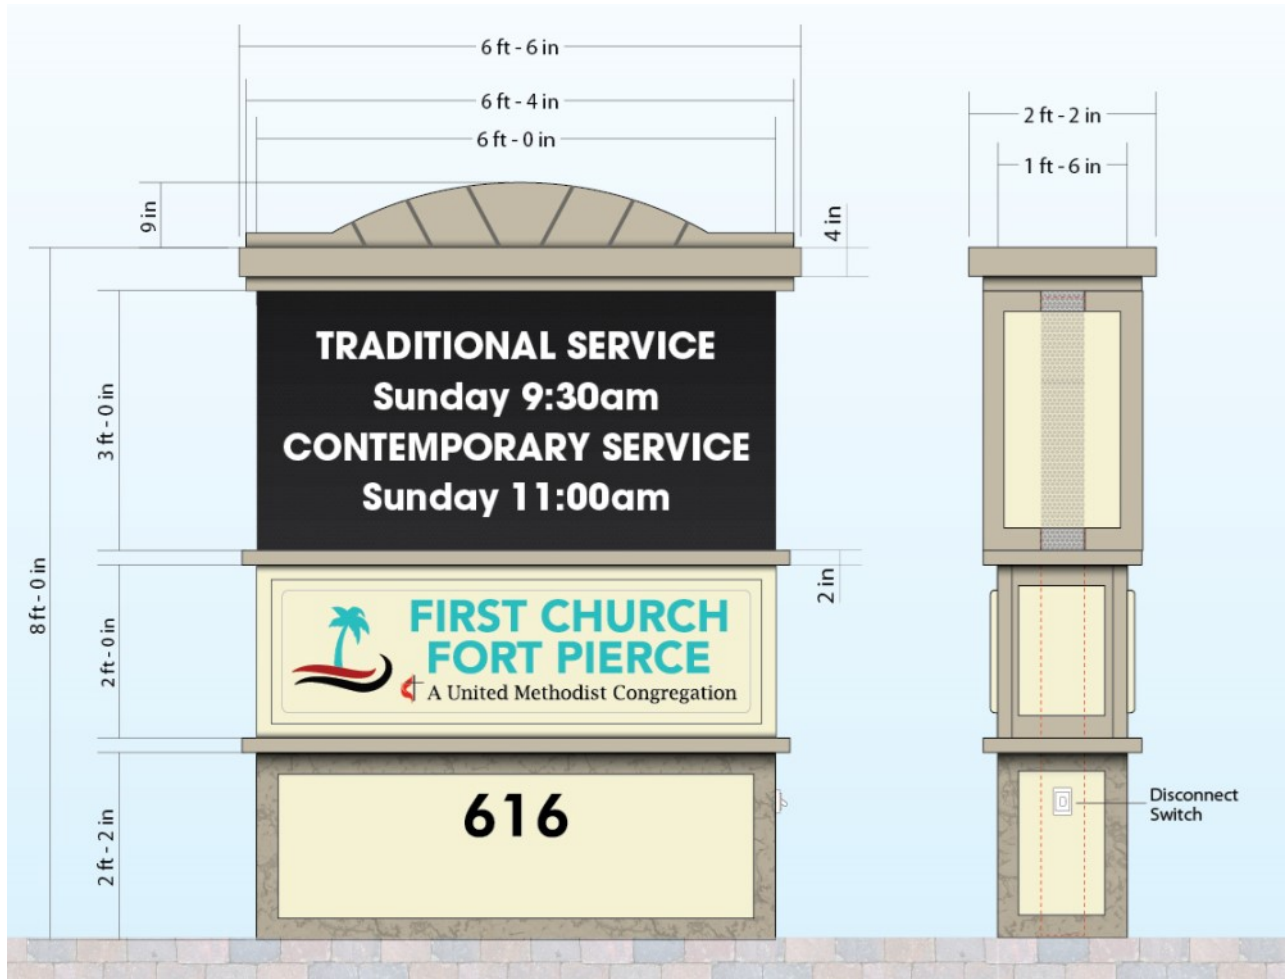 6 ft - 6 in
6 ft - 4 in
6 ft - 0 in
2 ft - 2 in
1 ft - 6 in
9 in
4 in
8 ft - 0 in
3 ft - 0 in
TRADITIONAL SERVICE
Sunday 9:30am
CONTEMPORARY SERVICE
Sunday 11:00am
2 in
2 ft - 0 in
FIRST CHURCH
FORT PIERCE
A United Methodist Congregation
2 ft - 2 in
616
D
Disconnect
Switch